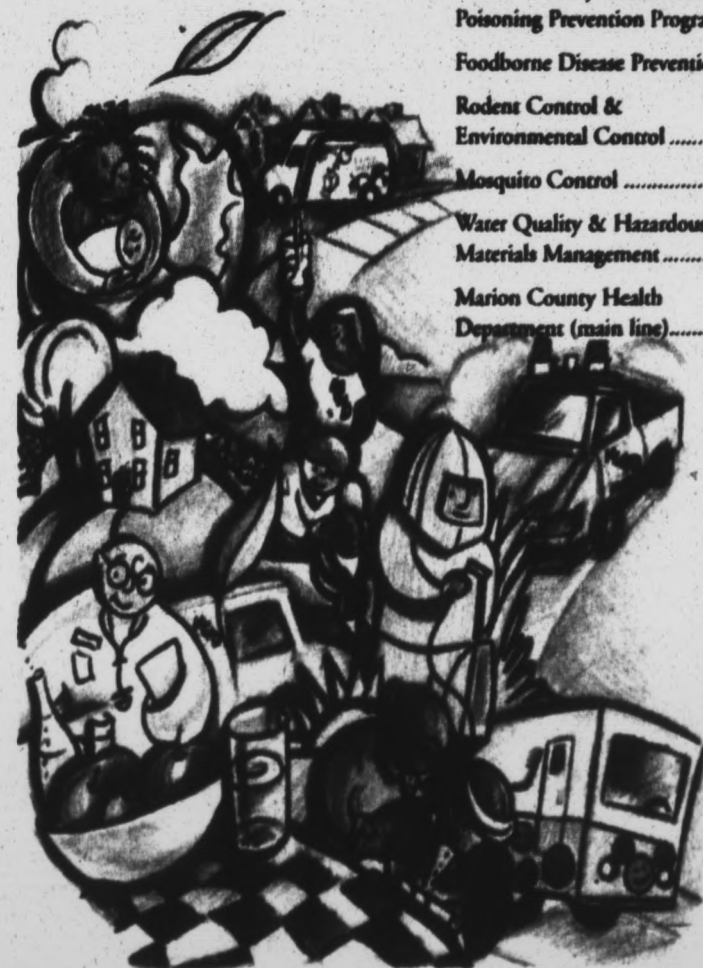 Poisoning Prevention Progra
Foodborne Disease Preventi
Rodent Control &
Environmental Control .......
Mosquito Control ................
Water Quality & Hazardous
Materials Management .......
Marion County Health
Department (main line).......